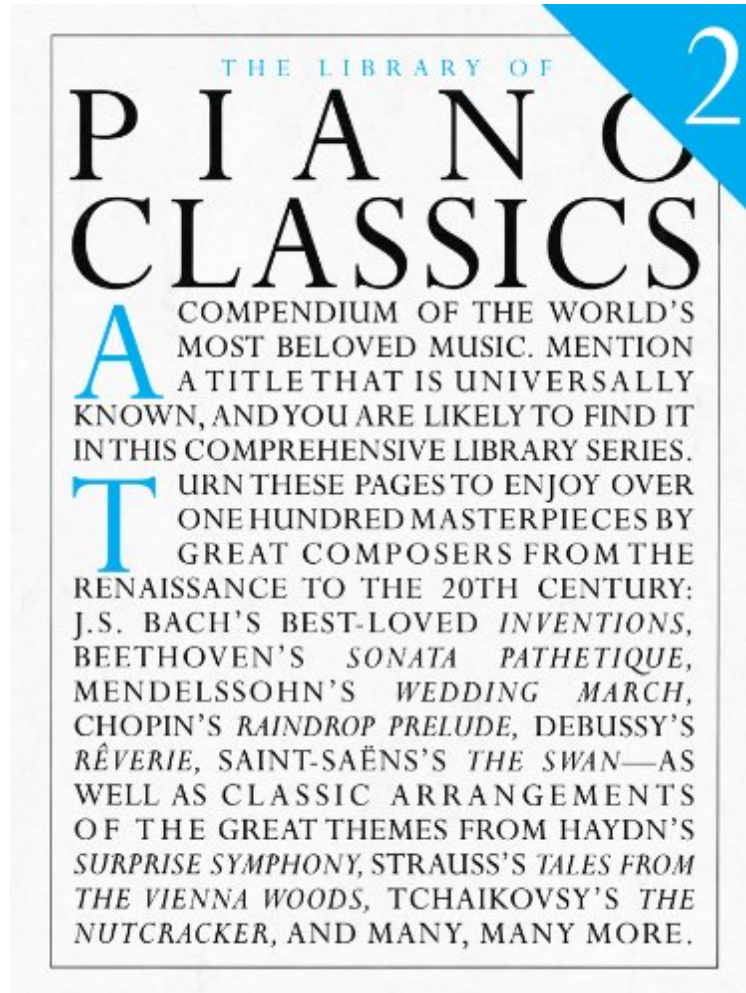 2
THE LIBRARY OF
PIANO
CLASSICS
A COMPENDIUM OF THE WORLD'S
MOST BELOVED MUSIC. MENTION
A TITLE THAT IS UNIVERSALLY
KNOWN, AND YOU ARE LIKELY TO FIND IT
IN THIS COMPREHENSIVE LIBRARY SERIES.
TURN THESE PAGES TO ENJOY OVER
ONE HUNDRED MASTERPIECES BY
GREAT COMPOSERS FROM THE
RENAISSANCE TO THE 20TH CENTURY:
J.S. BACH'S BEST-LOVED INVENTIONS,
BEETHOVEN'S SONATA PATHETIQUE,
MENDELSSOHN'S WEDDING MARCH,
CHOPIN'S RAINDROP PRELUDE, DEBUSSY'S
RÊVERIE, SAINT-SAËNS'S THE SWAN—AS
WELL AS CLASSIC ARRANGEMENTS
OF THE GREAT THEMES FROM HAYDN'S
SURPRISE SYMPHONY, STRAUSS'S TALES FROM
THE VIENNA WOODS, TCHAIKOVSY'S THE
NUTCRACKER, AND MANY, MANY MORE.